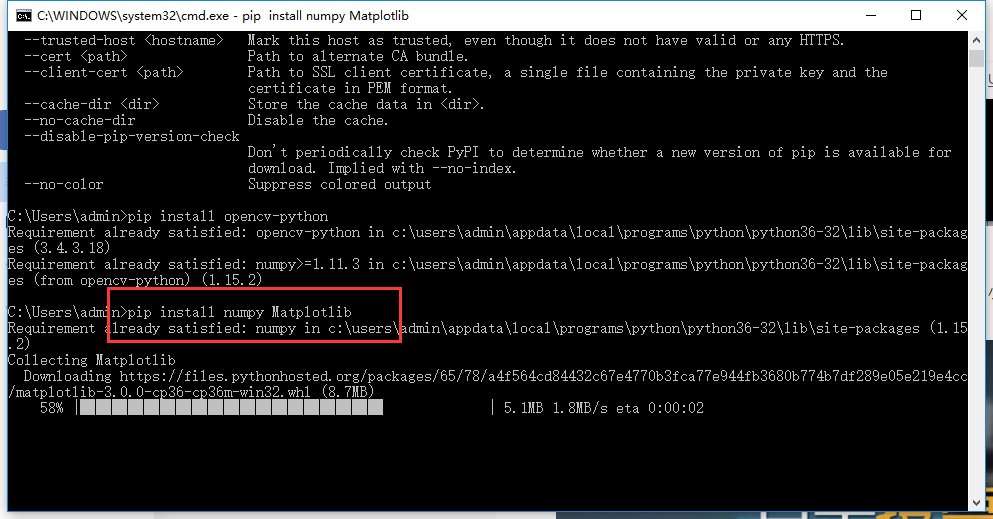 C:\WINDOWS\system32\cmd.exe - pip  install numpy Matplotlib
--trusted-host <hostname>   Mark this host as trusted, even though it does not have valid or any HTTPS.
--cert <path>               Path to alternate CA bundle.
--client-cert <path>        Path to SSL client certificate, a single file containing the private key and the
certificate in PEM format.
--cache-dir <dir>           Store the cache data in <dir>.
--no-cache-dir              Disable the cache.
--disable-pip-version-check
Don't periodically check PyPI to determine whether a new version of pip is available for
download. Implied with --no-index.
--no-color                  Suppress colored output
C:\Users\admin>pip install opencv-python
Requirement already satisfied: opencv-python in c:\users\admin\appdata\local\programs\python\python36-32\lib\site-packag
es (3.4.3.18)
Requirement already satisfied: numpy>=1.11.3 in c:\users\admin\appdata\local\programs\python\python36-32\lib\site-packag
es (from opencv-python) (1.15.2)
C:\Users\admin>pip install numpy Matplotlib
Requirement already satisfied: numpy in c:\users\admin\appdata\local\programs\python\python36-32\lib\site-packages (1.15
.2)
Collecting Matplotlib
Downloading https://files.pythonhosted.org/packages/65/78/a4f564cd84432c67e4770b3fca77e944fb3680b774b7df289e05e219e4cc
/matplotlib-3.0.0-cp36-cp36m-win32.whl (8.7MB)
58% | | 5.1MB 1.8MB/s eta 0:00:02